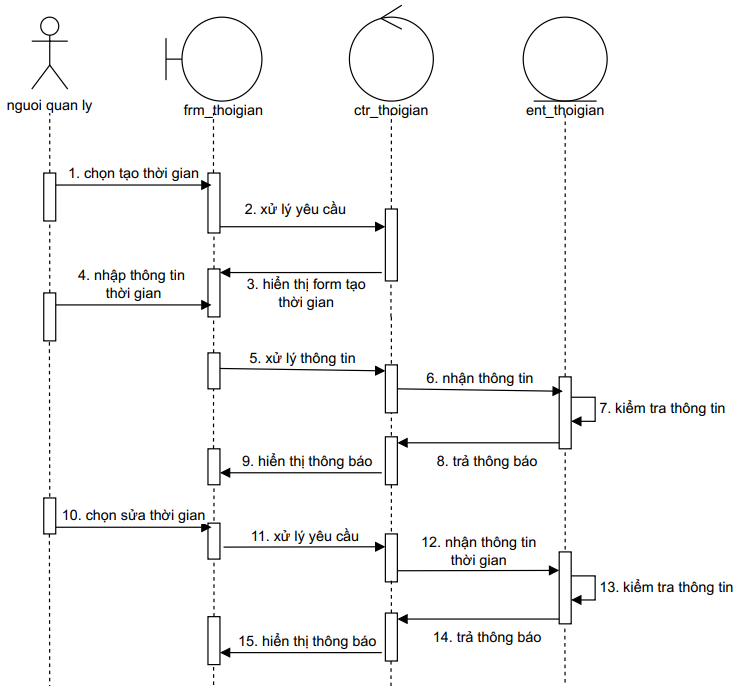 nguoi quan ly
frm_thoigian
ctr_thoigian
ent_thoigian
1. chọn tạo thời gian
2. xử lý yêu cầu
3. hiển thị form tạo
thời gian
4. nhập thông tin
thời gian
5. xử lý thông tin
6. nhận thông tin
7. kiểm tra thông tin
8. trả thông báo
9. hiển thị thông báo
10. chọn sửa thời gian
11. xử lý yêu cầu
12. nhận thông tin
thời gian
13. kiểm tra thông tin
14. trả thông báo
15. hiển thị thông báo